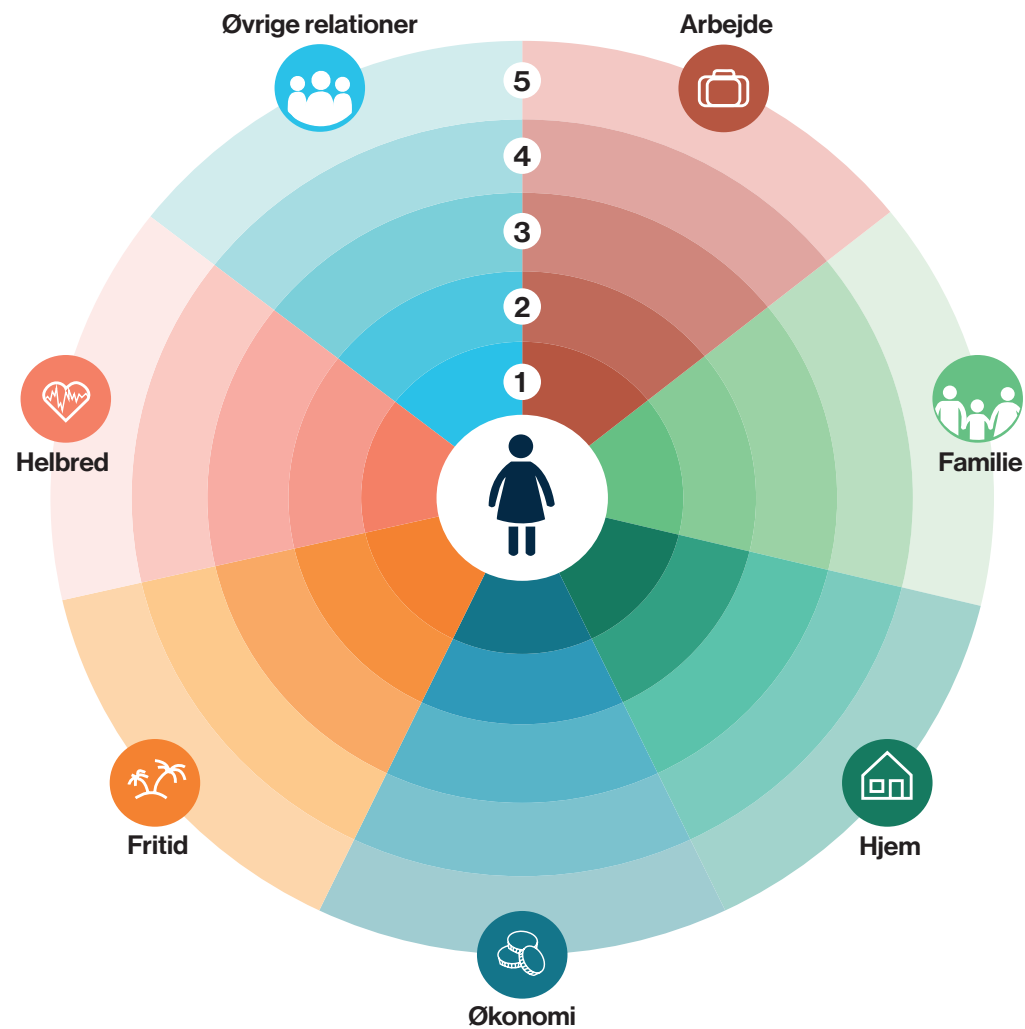 Øvrige relationer
Arbejde
5
4
3
2
1
Helbred
Familie
Fritid
Hjem
Økonomi